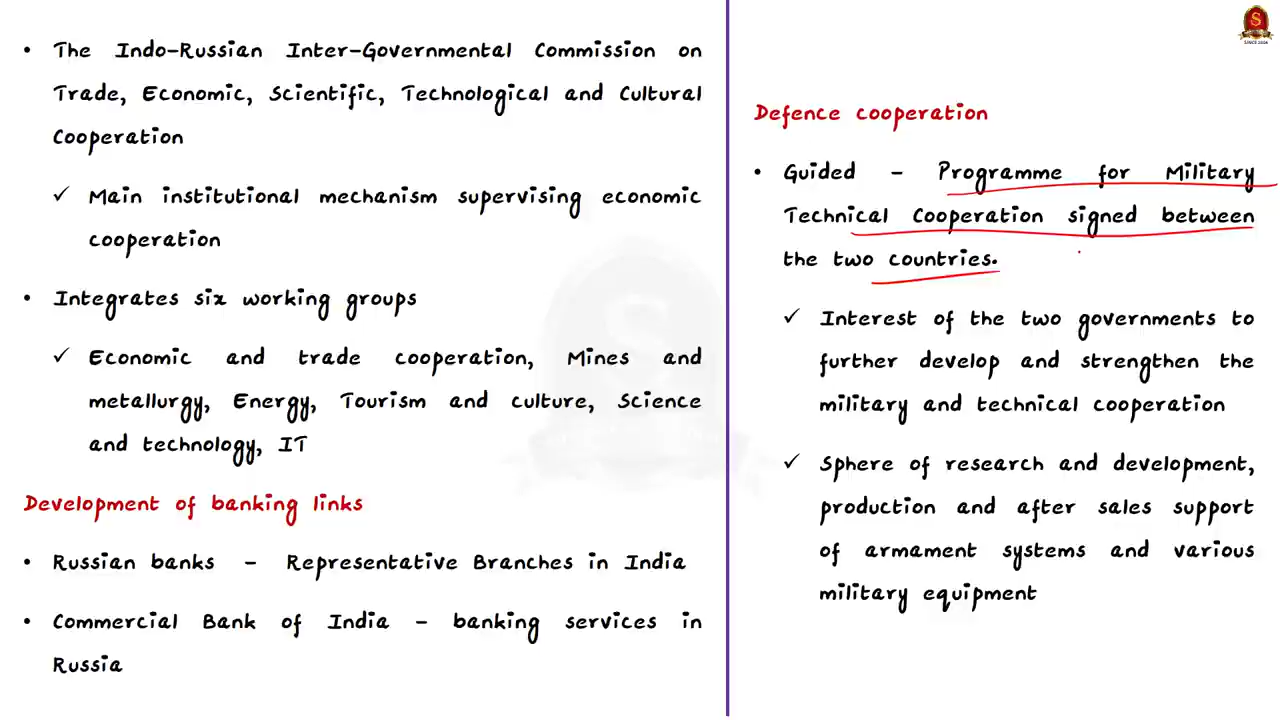 • The Indo-Russian Inter-Governmental Commission on
Trade, Economic, Scientific, Technological and Cultural
Cooperation
✓ Main institutional mechanism supervising economic
cooperation
• Integrates six working groups
✓ Economic and trade cooperation, Mines and
metallurgy, Energy, Tourism and culture, Science
and technology, IT
Development of banking links
• Russian banks - Representative Branches in India
• Commercial Bank of India - banking services in
Russia
Defence cooperation
• Guided - Programme for Military
Technical Cooperation signed between
the two countries.
✓ Interest of the two governments to
further develop and strengthen the
military and technical cooperation
✓ Sphere of research and development,
production and after sales support
of armament systems and various
military equipment
S